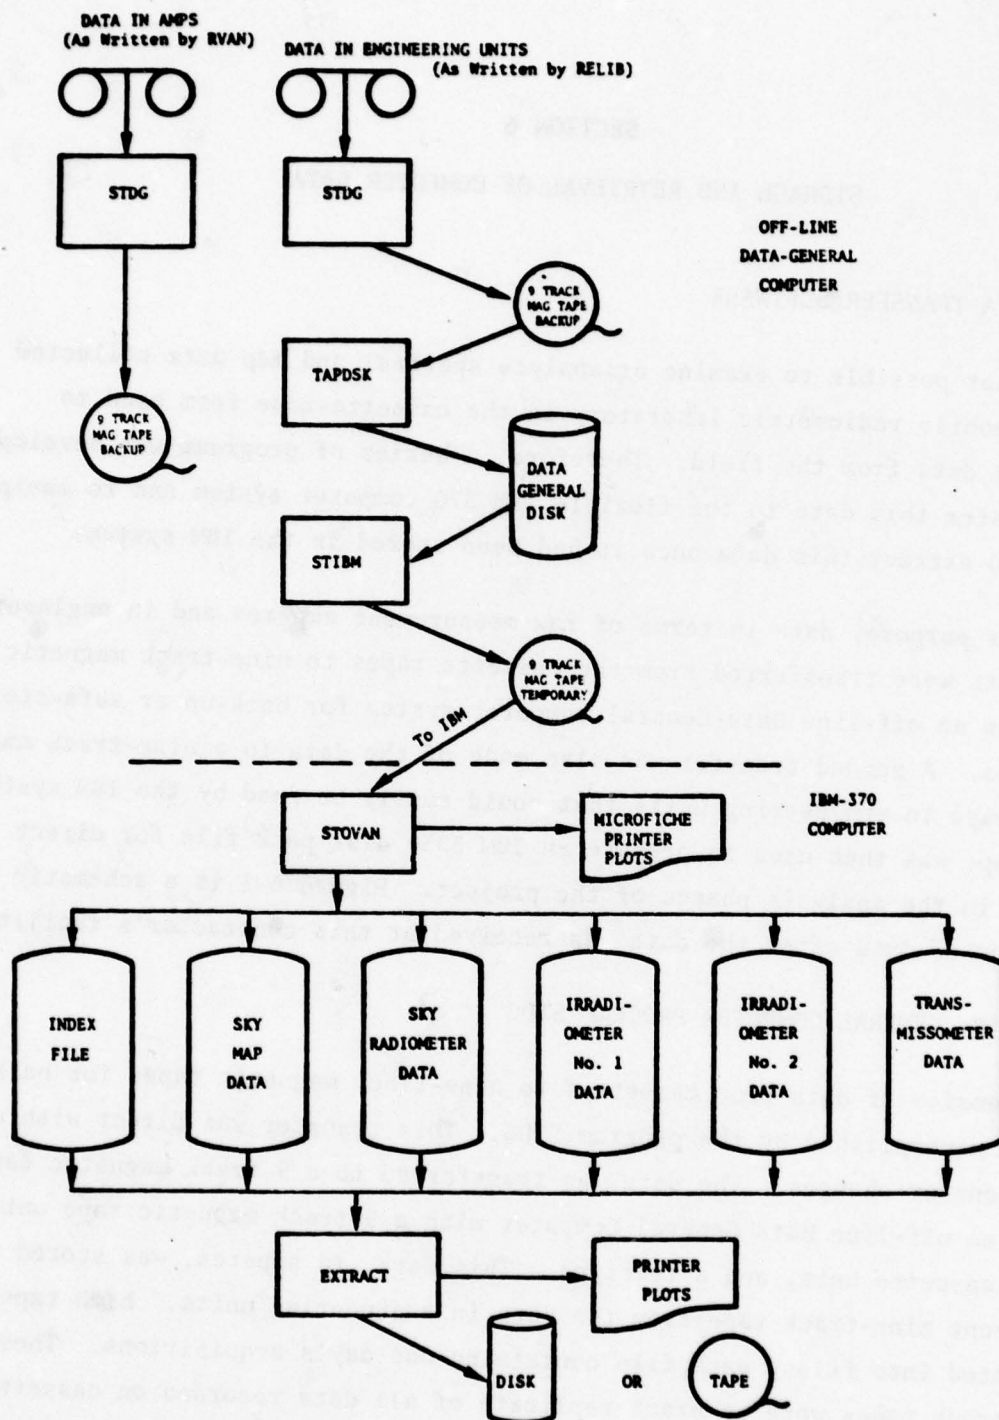 DATA IN AMPS
(As Written by RVAN)
DATA IN ENGINEERING UNITS
(As Written by RELIB)
STDG
STDG
OFF-LINE
DATA-GENERAL
COMPUTER
9 TRACK
MAG TAPE
BACKUP
TAPDSK
9 TRACK
MAG TAPE
BACKUP
DATA
GENERAL
DISK
STIBM
9 TRACK
MAG TAPE
TEMPORARY
To IBM
IBM-370
COMPUTER
STOVAN
MICROFICHE
PRINTER
PLOTS
INDEX
FILE
SKY
MAP
DATA
SKY
RADIOMETER
DATA
IRRADI-
OMETER
No. 1
DATA
IRRADI-
OMETER
No. 2
DATA
TRANS-
MISSOMETER
DATA
EXTRACT
PRINTER
PLOTS
DISK
OR
TAPE